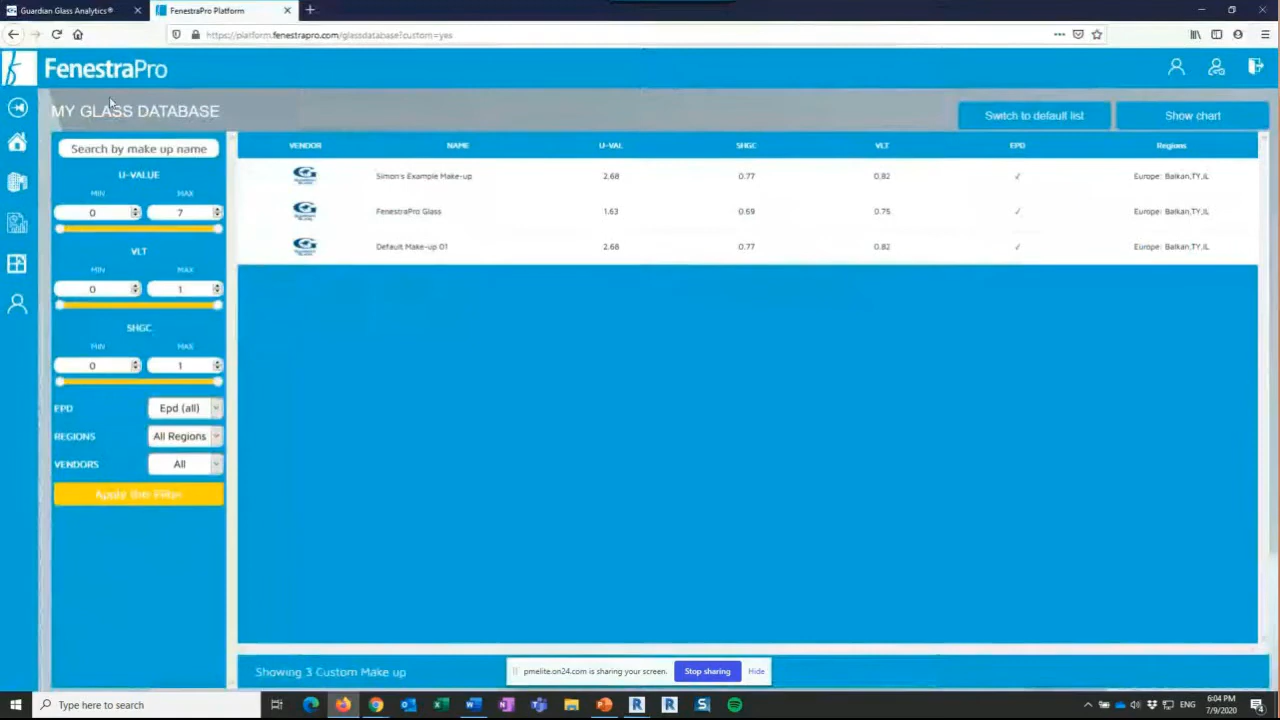 Guardian Glass Analytics®
FenestraPro Platform
https://platform.fenestrapro.com/glassdatabase?custom=yes
FenestraPro
MY GLASS DATABASE
Switch to default list
Show chart
Search by make up name
U-VALUE
MIN MAX
0 7
VLT
MIN MAX
0 1
SHGC
MIN MAX
0 1
EPD Epd (all)
REGIONS All Regions
VENDORS All
Apply the Filter
VENDOR NAME U-VAL SHGC VLT EPD Regions
Simon's Example Make-up 2.68 0.77 0.82 ✓ Europe: Balkan,TY,IL
FenestraPro Glass 1.63 0.69 0.75 ✓ Europe: Balkan,TY,IL
Default Make-up 01 2.68 0.77 0.82 ✓ Europe: Balkan,TY,IL
Showing 3 Custom Make up
pmelite.on24.com is sharing your screen. Stop sharing Hide
Type here to search
ENG
6:04 PM
7/9/2020